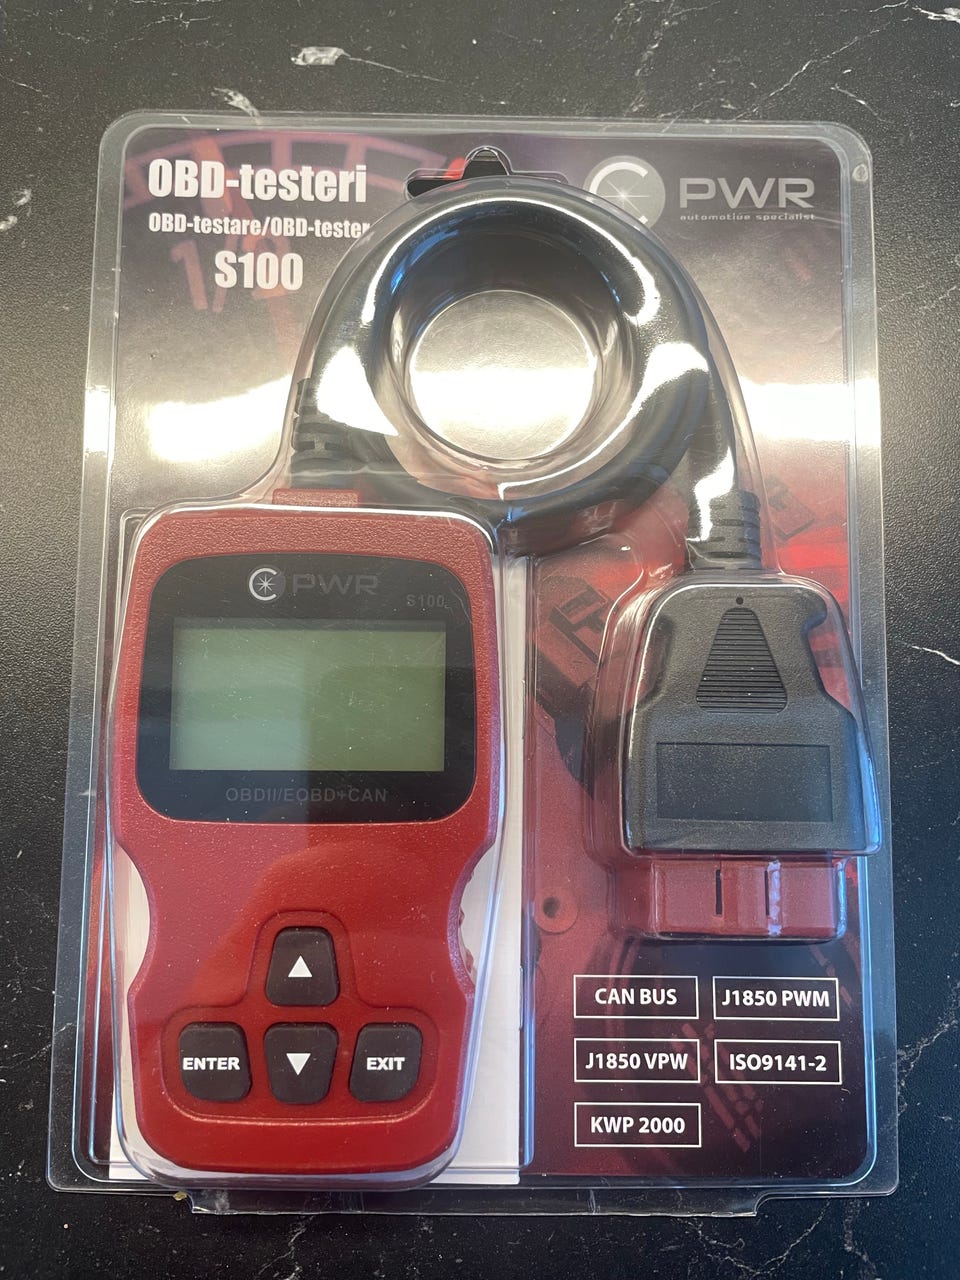 OBD-testeri
OBD-testare/OBD-tester
S100
PWR
automotive specialist
PWR
S100
OBDII/EOBD+CAN
ENTER
EXIT
CAN BUS
J1850 PWM
J1850 VPW
ISO9141-2
KWP 2000